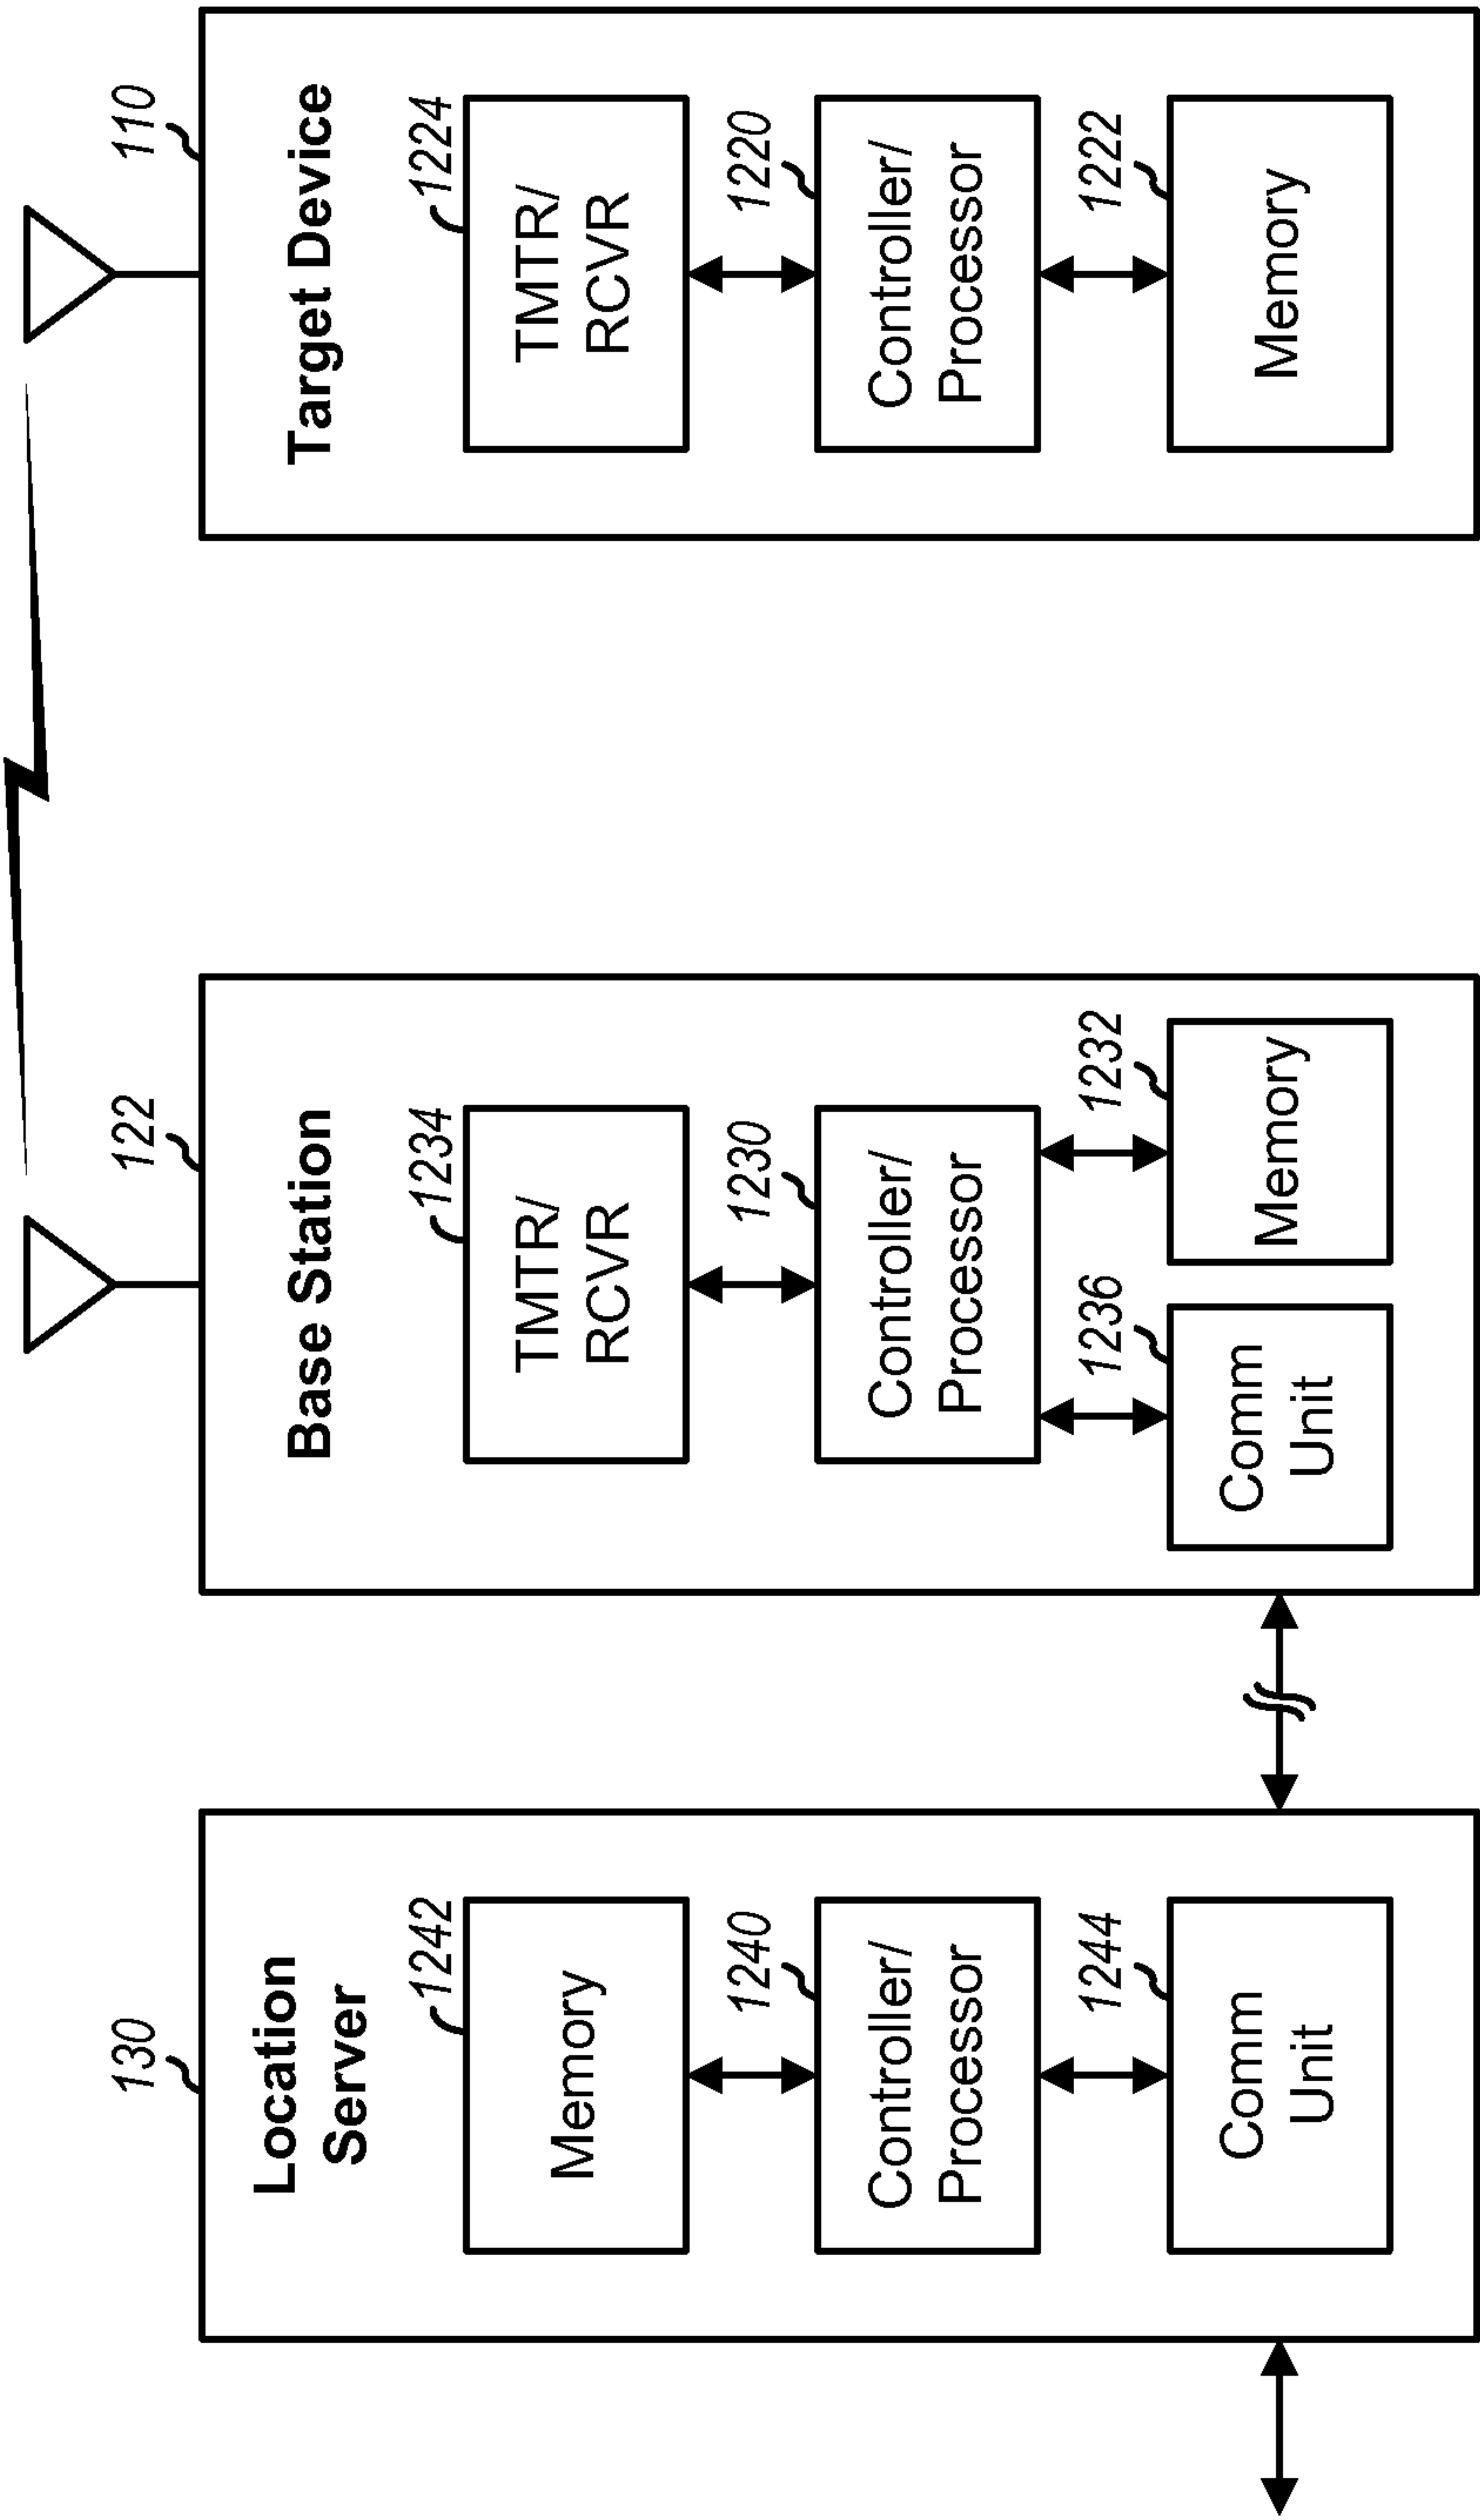 130
Location
Server
1242
Memory
1240
Controller/
Processor
1244
Comm
Unit
122
Base Station
1234
TMTR/
RCVR
1230
Controller/
Processor
1236
Comm
Unit
1232
Memory
110
Target Device
1224
TMTR/
RCVR
1220
Controller/
Processor
1222
Memory